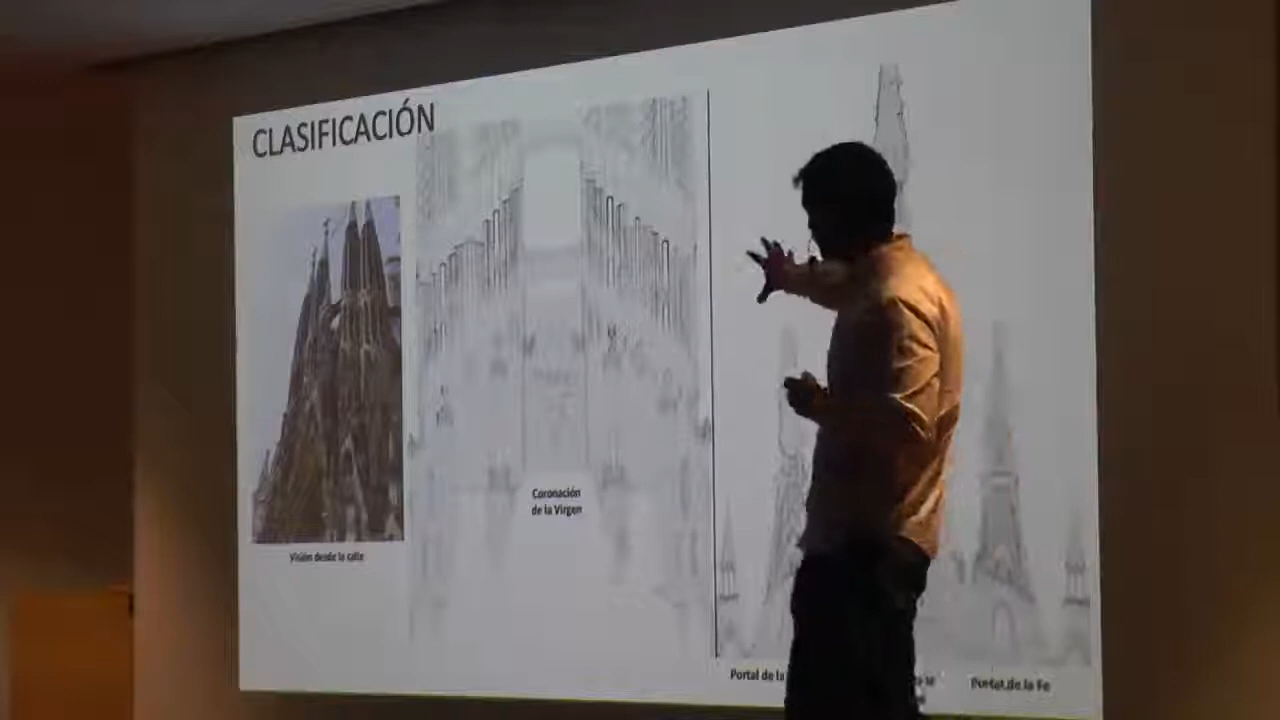 CLASIFICACIÓN
Visión desde la calle
Coronación
de la Virgen
Portal de la
Portal de la Fe